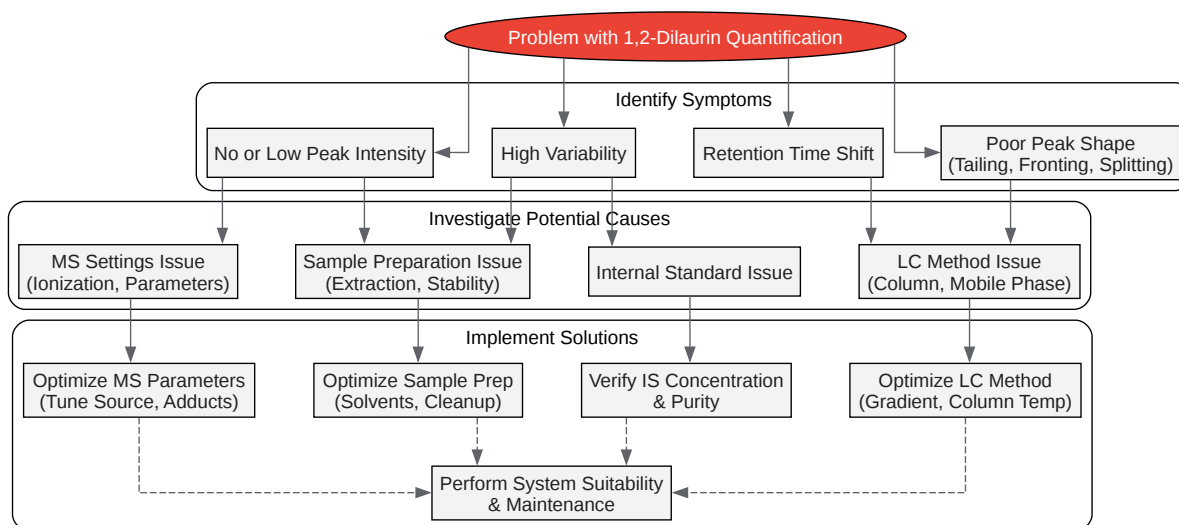 Problem with 1,2-Dilaurin Quantification
Identify Symptoms
No or Low Peak Intensity
High Variability
Retention Time Shift
Poor Peak Shape
(Tailing, Fronting, Splitting)
Investigate Potential Causes
MS Settings Issue
(Ionization, Parameters)
Sample Preparation Issue
(Extraction, Stability)
Internal Standard Issue
LC Method Issue
(Column, Mobile Phase)
Implement Solutions
Optimize MS Parameters
(Tune Source, Adducts)
Optimize Sample Prep
(Solvents, Cleanup)
Verify IS Concentration
& Purity
Optimize LC Method
(Gradient, Column Temp)
Perform System Suitability
& Maintenance